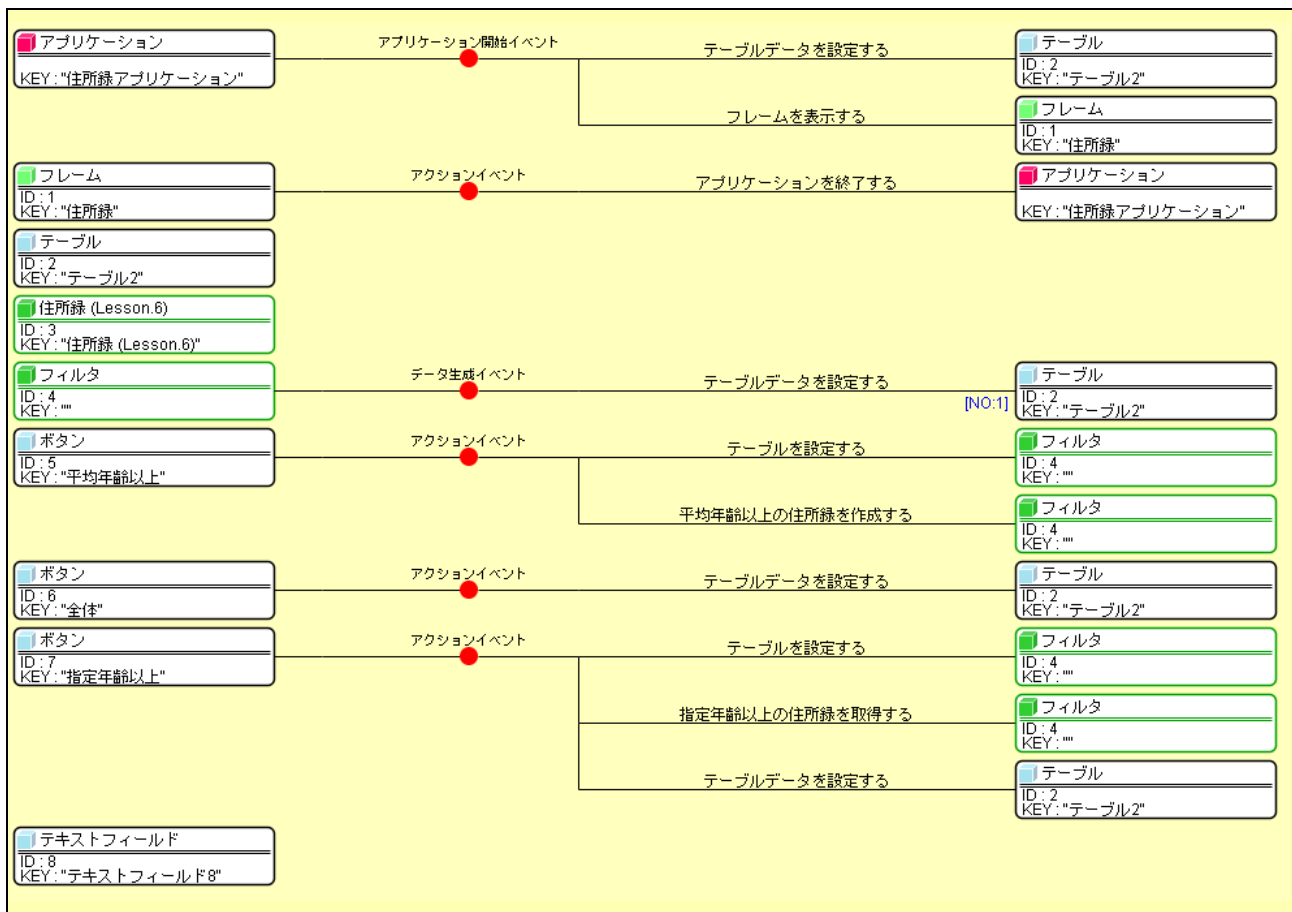 アプリケーション
KEY : "住所録アプリケーション"
アプリケーション開始イベント
テーブルデータを設定する
テーブル
ID : 2
KEY : "テーブル2"
フレームを表示する
フレーム
ID : 1
KEY : "住所録"
フレーム
ID : 1
KEY : "住所録"
アクションイベント
アプリケーションを終了する
アプリケーション
KEY : "住所録アプリケーション"
テーブル
ID : 2
KEY : "テーブル2"
住所録 (Lesson.6)
ID : 3
KEY : "住所録 (Lesson.6)"
フィルタ
ID : 4
KEY : ""
データ生成イベント
テーブルデータを設定する
[NO:1]
テーブル
ID : 2
KEY : "テーブル2"
ボタン
ID : 5
KEY : "平均年齢以上"
アクションイベント
テーブルを設定する
フィルタ
ID : 4
KEY : ""
平均年齢以上の住所録を作成する
フィルタ
ID : 4
KEY : ""
ボタン
ID : 6
KEY : "全体"
アクションイベント
テーブルデータを設定する
テーブル
ID : 2
KEY : "テーブル2"
ボタン
ID : 7
KEY : "指定年齢以上"
アクションイベント
テーブルを設定する
フィルタ
ID : 4
KEY : ""
指定年齢以上の住所録を取得する
フィルタ
ID : 4
KEY : ""
テーブルデータを設定する
テーブル
ID : 2
KEY : "テーブル2"
テキストフィールド
ID : 8
KEY : "テキストフィールド8"